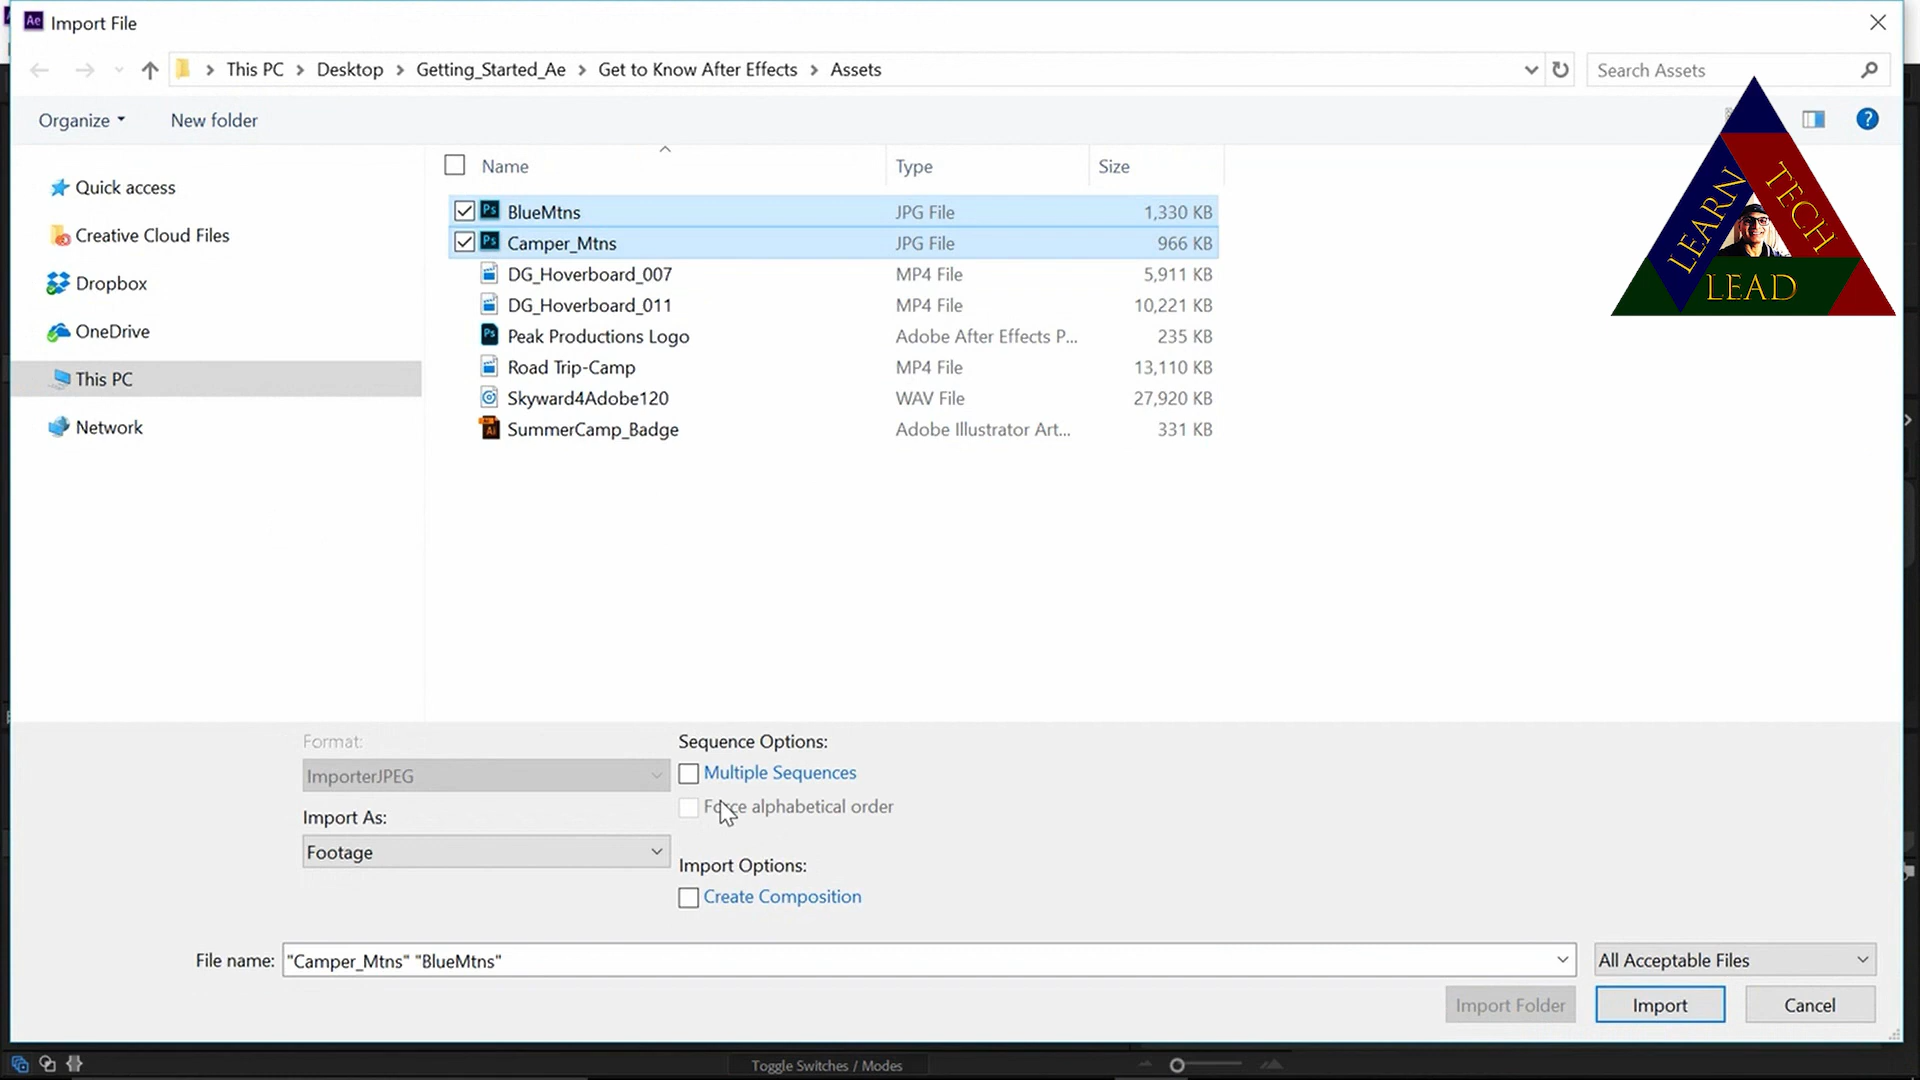 Ae Import File
This PC > Desktop > Getting_Started_Ae > Get to Know After Effects > Assets
Search Assets
Organize
New folder
Name
Type
Size
Quick access
Creative Cloud Files
Dropbox
OneDrive
This PC
Network
Ps BlueMtns JPG File 1,330 KB
Ps Camper_Mtns JPG File 966 KB
DG_Hoverboard_007 MP4 File 5,911 KB
DG_Hoverboard_011 MP4 File 10,221 KB
Ps Peak Productions Logo Adobe After Effects P... 235 KB
Road Trip-Camp MP4 File 13,110 KB
Skyward4Adobe120 WAV File 27,920 KB
Ai SummerCamp_Badge Adobe Illustrator Art... 331 KB
LEARN
TECH
LEAD
Format:
ImporterJPEG
Import As:
Footage
Sequence Options:
Multiple Sequences
Force alphabetical order
Import Options:
Create Composition
File name: "Camper_Mtns" "BlueMtns"
All Acceptable Files
Import Folder
Import
Cancel
Toggle Switches / Modes